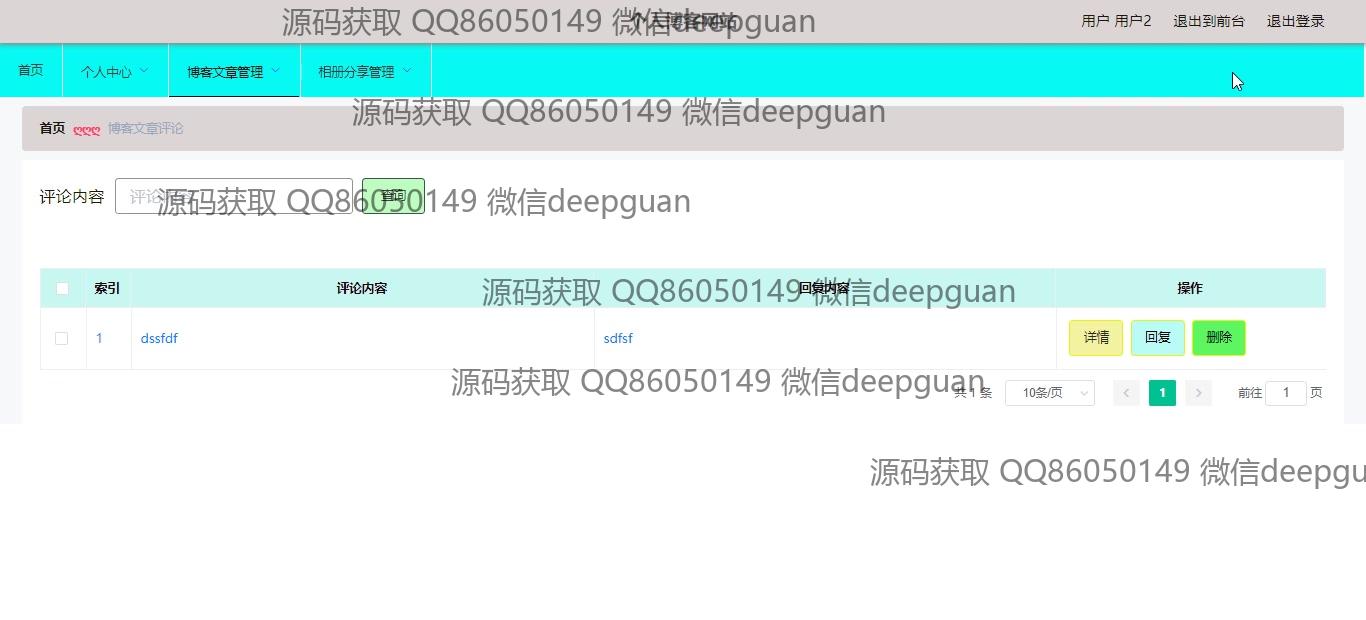 个人博客网站
用户 用户2 退出到前台 退出登录
源码获取 QQ86050149 微信deepguan
首页 个人中心 博客文章管理 相册分享管理
源码获取 QQ86050149 微信deepguan
首页 ღღღ 博客文章评论
评论内容 评论内容 查询
源码获取 QQ86050149 微信deepguan
索引 评论内容 回复内容 操作
源码获取 QQ86050149 微信deepguan
1 dssfdf sdfsf 详情 回复 删除
源码获取 QQ86050149 微信deepguan
共 1 条 10条/页 1 前往 1 页
源码获取 QQ86050149 微信deepgu